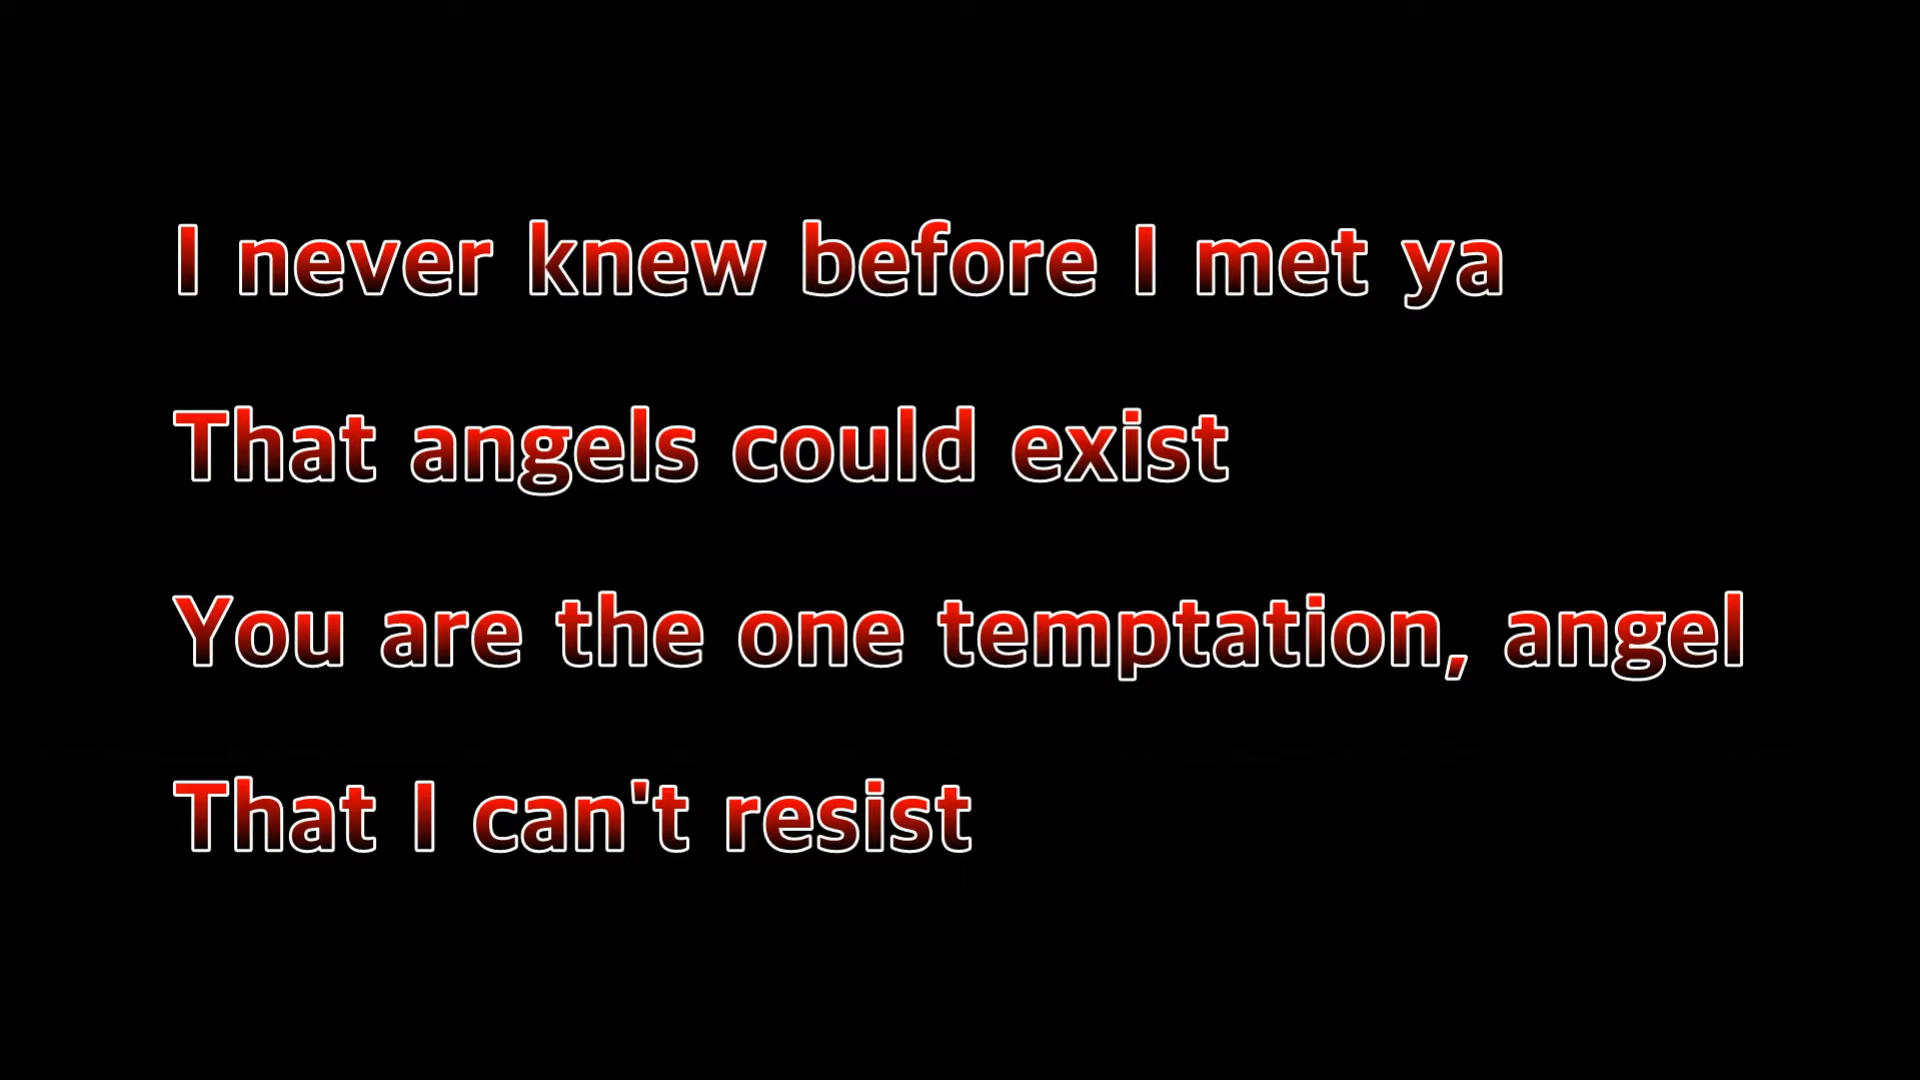 I never knew before I met ya
That angels could exist
You are the one temptation, angel
That I can't resist